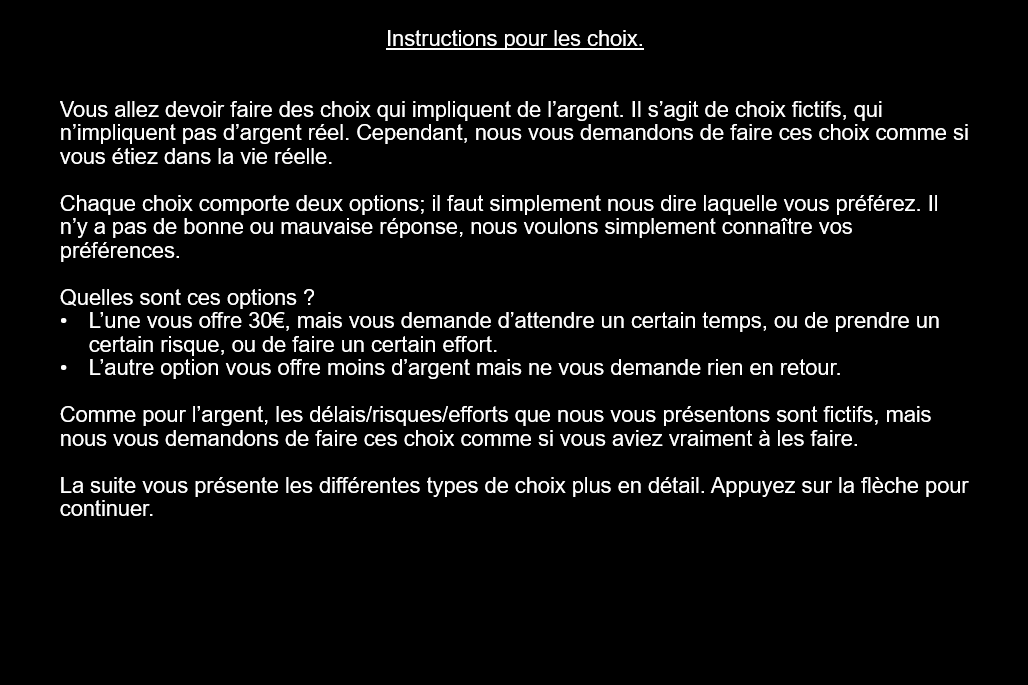 Instructions pour les choix.
Vous allez devoir faire des choix qui impliquent de l’argent. Il s’agit de choix fictifs, qui
n’impliquent pas d’argent réel. Cependant, nous vous demandons de faire ces choix comme si
vous étiez dans la vie réelle.
Chaque choix comporte deux options; il faut simplement nous dire laquelle vous préférez. Il
n’y a pas de bonne ou mauvaise réponse, nous voulons simplement connaître vos
préférences.
Quelles sont ces options ?
• L’une vous offre 30€, mais vous demande d’attendre un certain temps, ou de prendre un
certain risque, ou de faire un certain effort.
• L’autre option vous offre moins d’argent mais ne vous demande rien en retour.
Comme pour l’argent, les délais/risques/efforts que nous vous présentons sont fictifs, mais
nous vous demandons de faire ces choix comme si vous aviez vraiment à les faire.
La suite vous présente les différentes types de choix plus en détail. Appuyez sur la flèche pour
continuer.